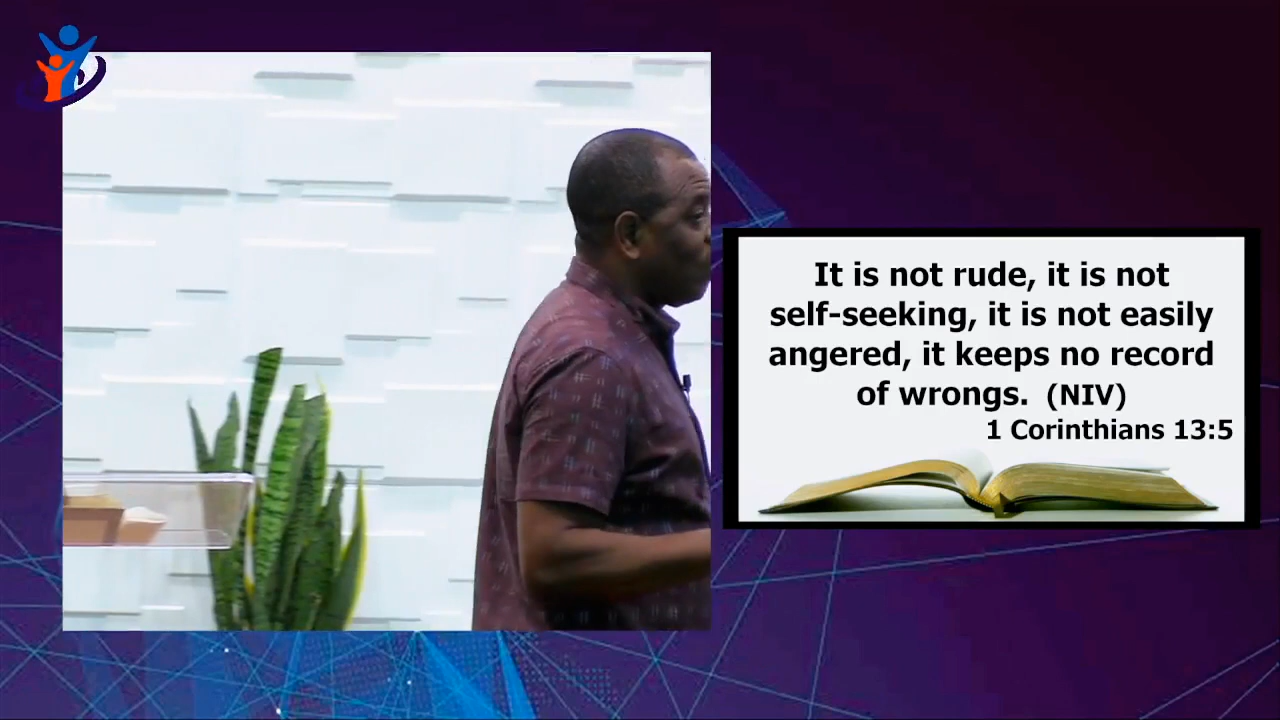 It is not rude, it is not
self-seeking, it is not easily
angered, it keeps no record
of wrongs. (NIV)
1 Corinthians 13:5